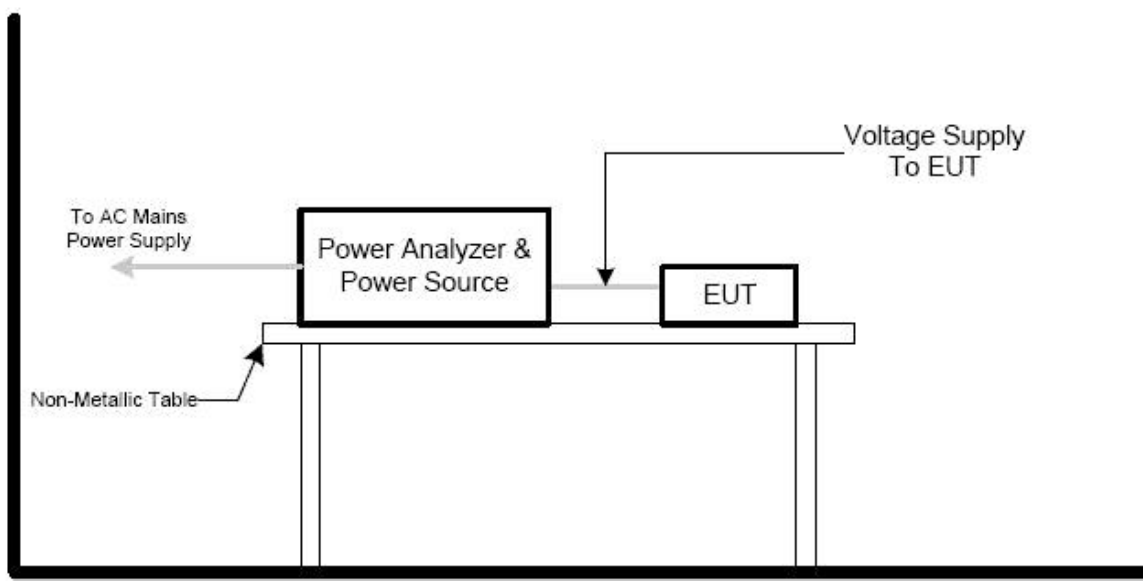 Voltage Supply
To EUT
To AC Mains
Power Supply
Power Analyzer &
Power Source
EUT
Non-Metallic Table